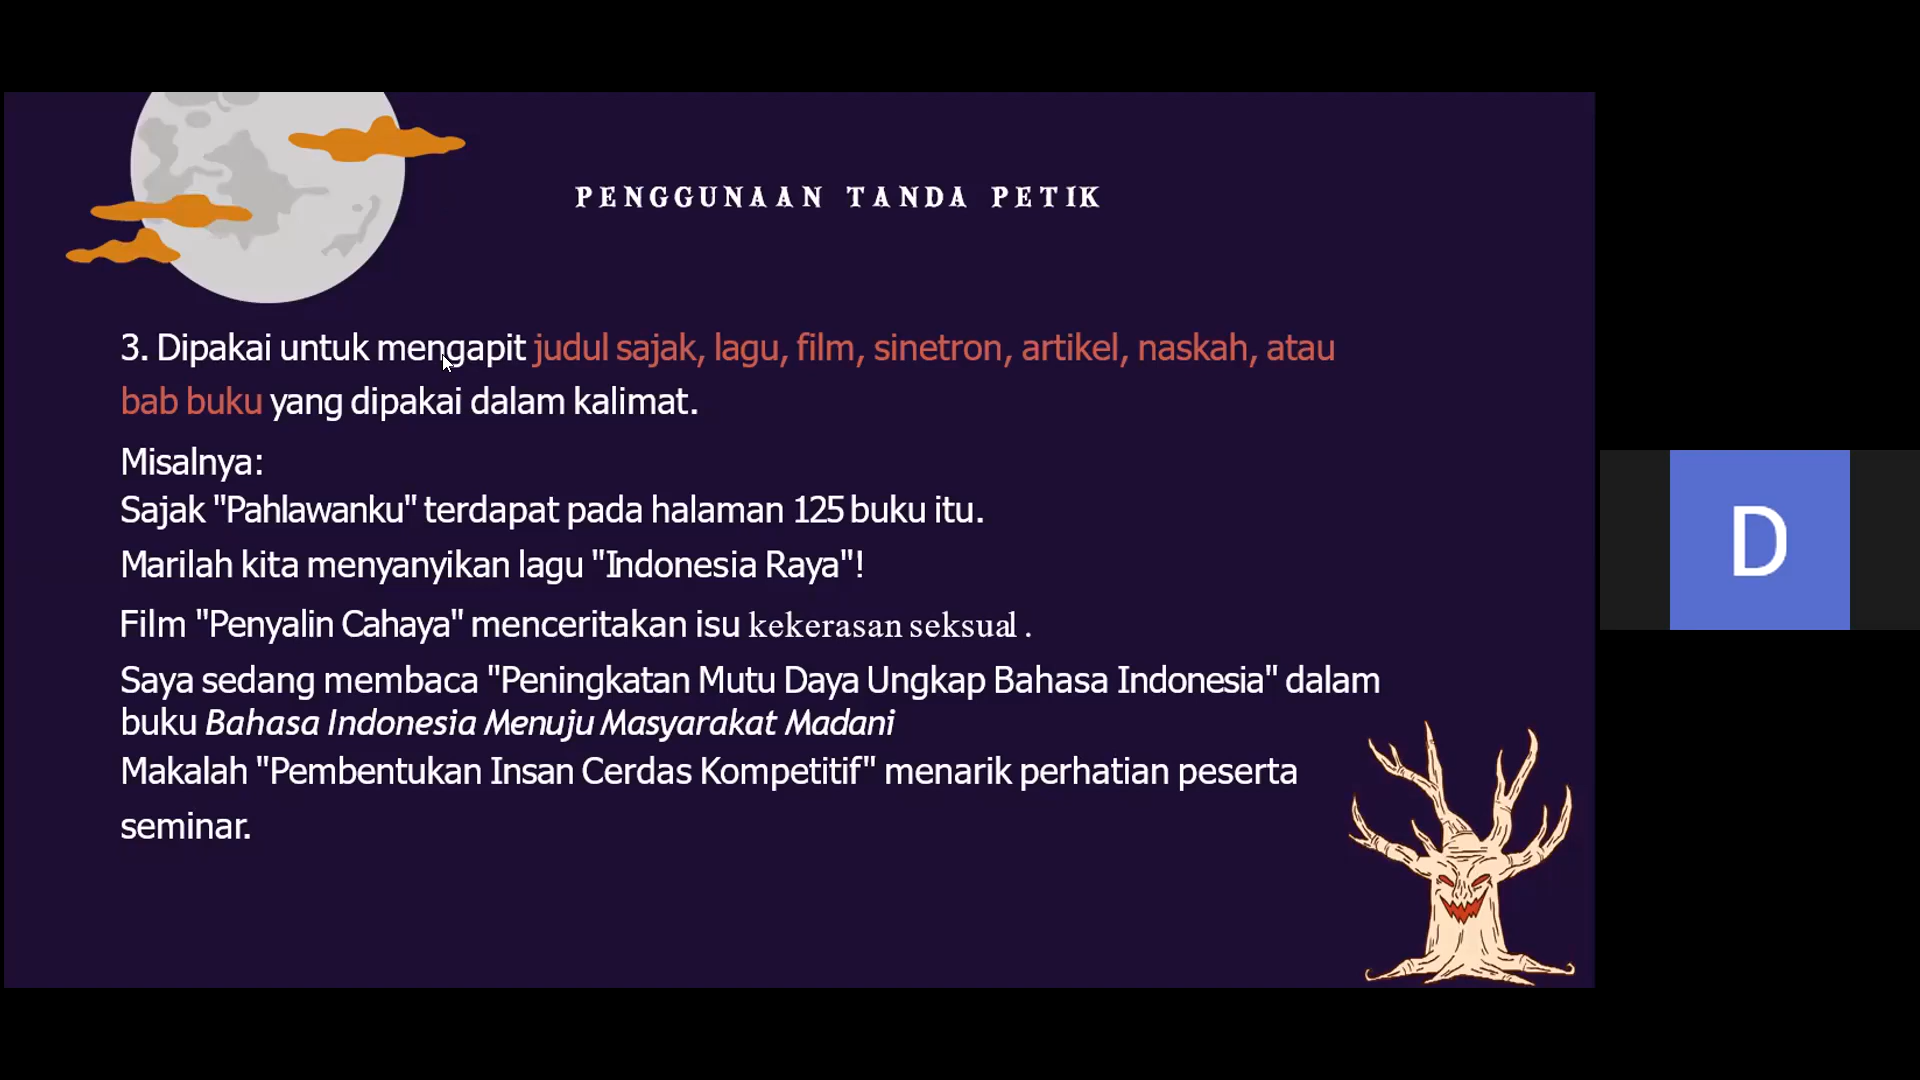 PENGGUNAAN TANDA PETIK
3. Dipakai untuk mengapit judul sajak, lagu, film, sinetron, artikel, naskah, atau
bab buku yang dipakai dalam kalimat.
Misalnya:
Sajak "Pahlawanku" terdapat pada halaman 125 buku itu.
Marilah kita menyanyikan lagu "Indonesia Raya"!
Film "Penyalin Cahaya" menceritakan isu kekerasan seksual .
Saya sedang membaca "Peningkatan Mutu Daya Ungkap Bahasa Indonesia" dalam
buku Bahasa Indonesia Menuju Masyarakat Madani
Makalah "Pembentukan Insan Cerdas Kompetitif" menarik perhatian peserta
seminar.
D